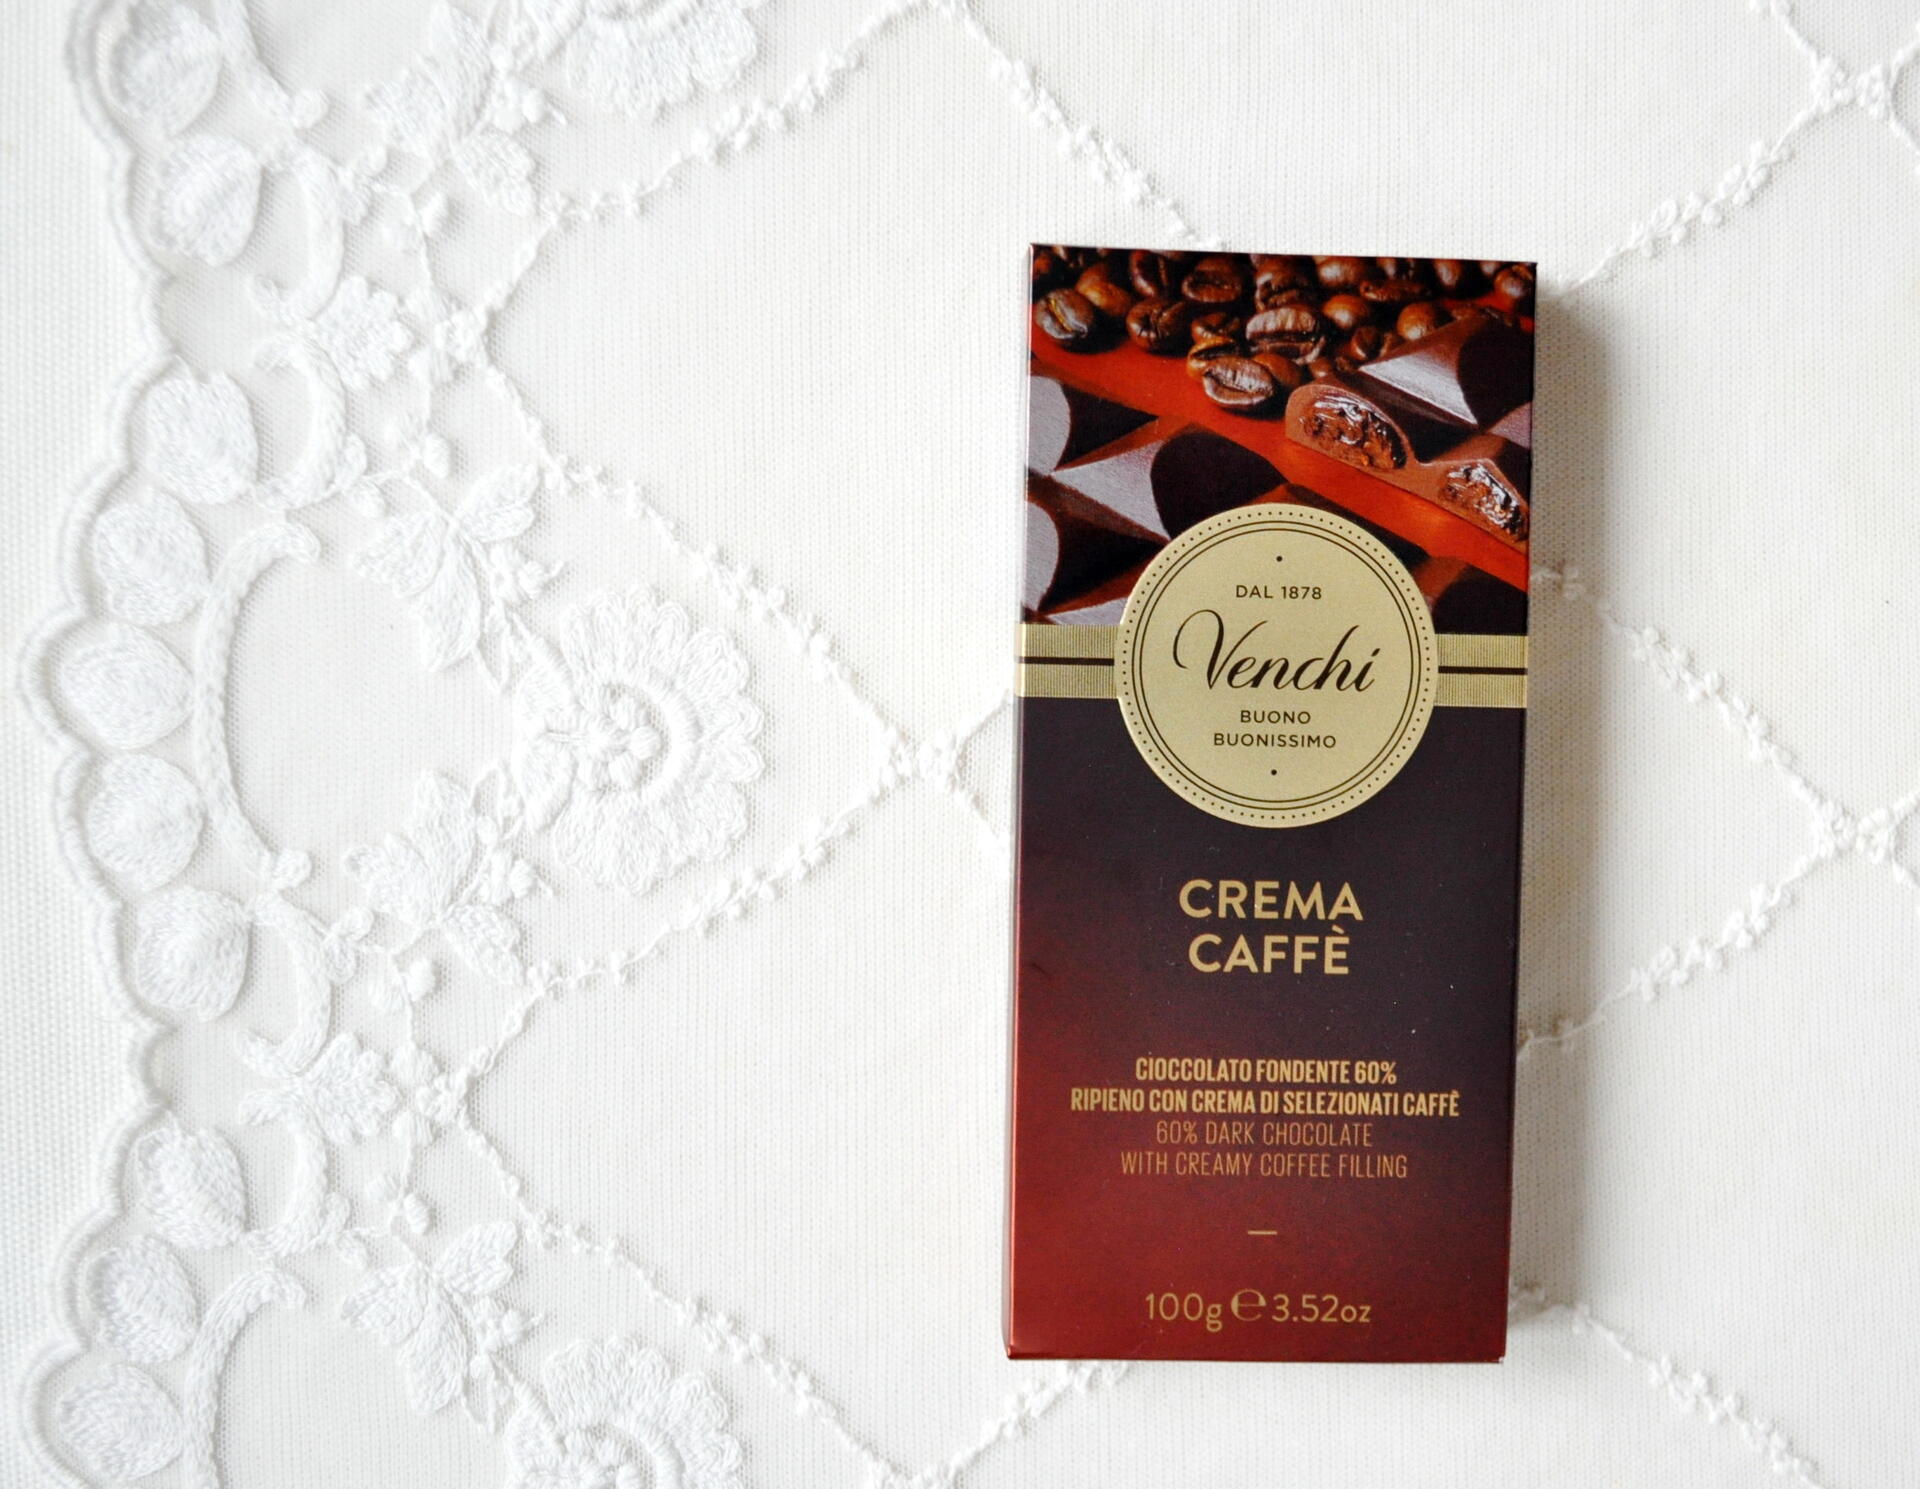 DAL 1878
Venchi
BUONO
BUONISSIMO
CREMA
CAFFÈ
CIOCCOLATO FONDENTE 60%
RIPIENO CON CREMA DI SELEZIONATI CAFFÈ
60% DARK CHOCOLATE
WITH CREAMY COFFEE FILLING
100g ℮ 3.52oz